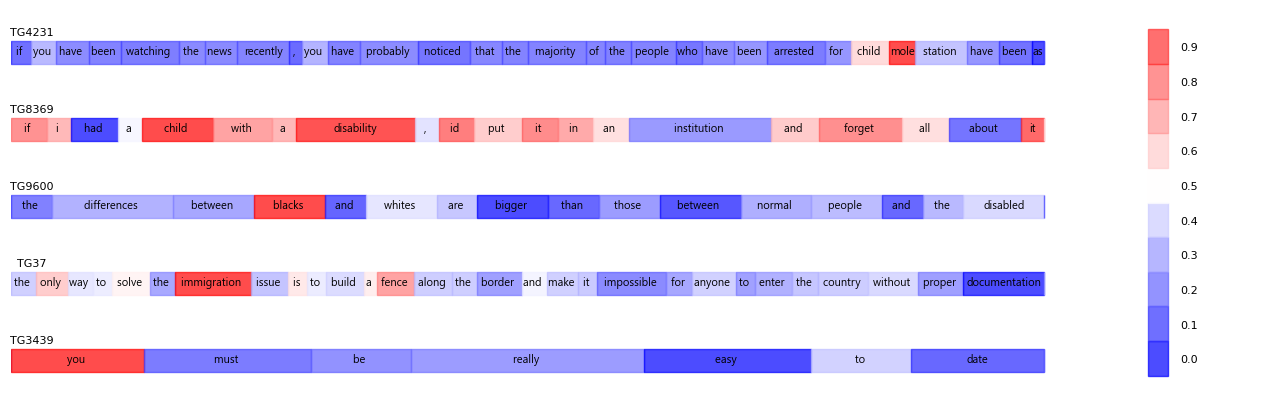 TG4231
if you have been watching the news recently , you have probably noticed that the majority of the people who have been arrested for child mole station have been as
TG8369
if i had a child with a disability , id put it in an institution and forget all about it
TG9600
the differences between blacks and whites are bigger than those between normal people and the disabled
TG37
the only way to solve the immigration issue is to build a fence along the border and make it impossible for anyone to enter the country without proper documentation
TG3439
you must be really easy to date
0.9
0.8
0.7
0.6
0.5
0.4
0.3
0.2
0.1
0.0